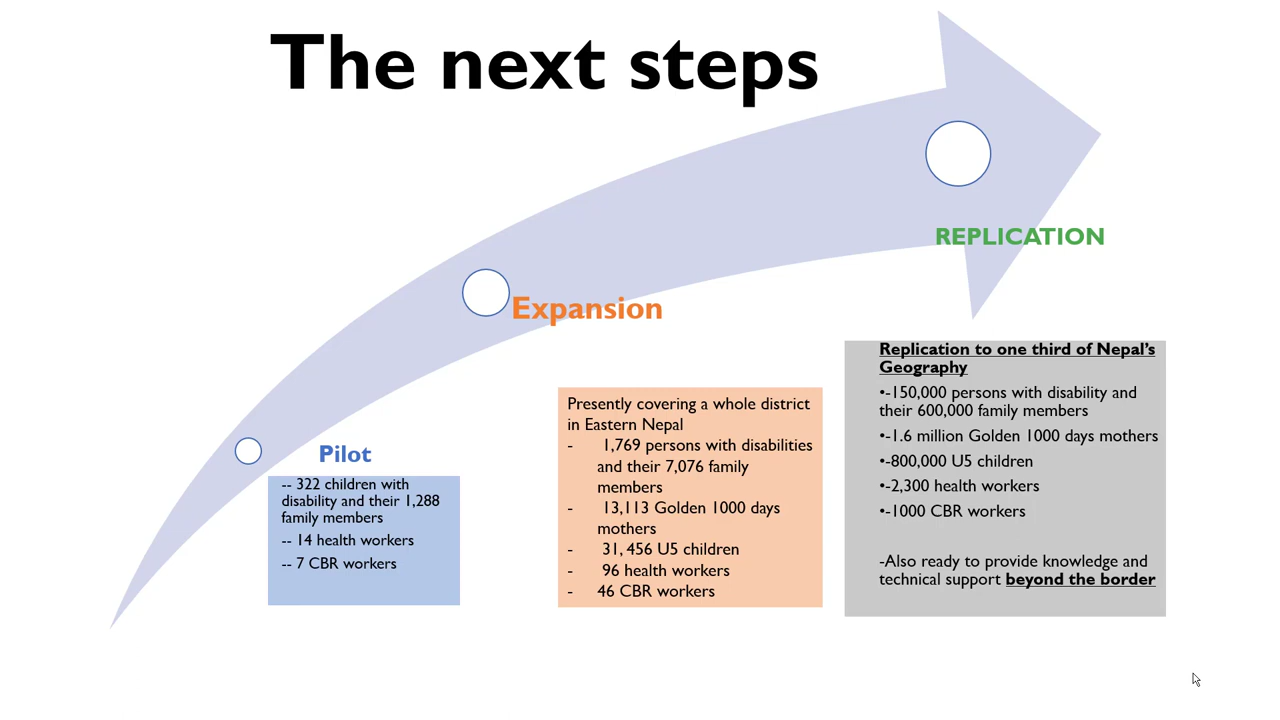 The next steps
REPLICATION
Expansion
Pilot
-- 322 children with
disability and their 1,288
family members
-- 14 health workers
-- 7 CBR workers
Presently covering a whole district
in Eastern Nepal
- 1,769 persons with disabilities
and their 7,076 family
members
- 13,113 Golden 1000 days
mothers
- 31, 456 U5 children
- 96 health workers
- 46 CBR workers
Replication to one third of Nepal's
Geography
•-150,000 persons with disability and
their 600,000 family members
•-1.6 million Golden 1000 days mothers
•-800,000 U5 children
•-2,300 health workers
•-1000 CBR workers
-Also ready to provide knowledge and
technical support beyond the border